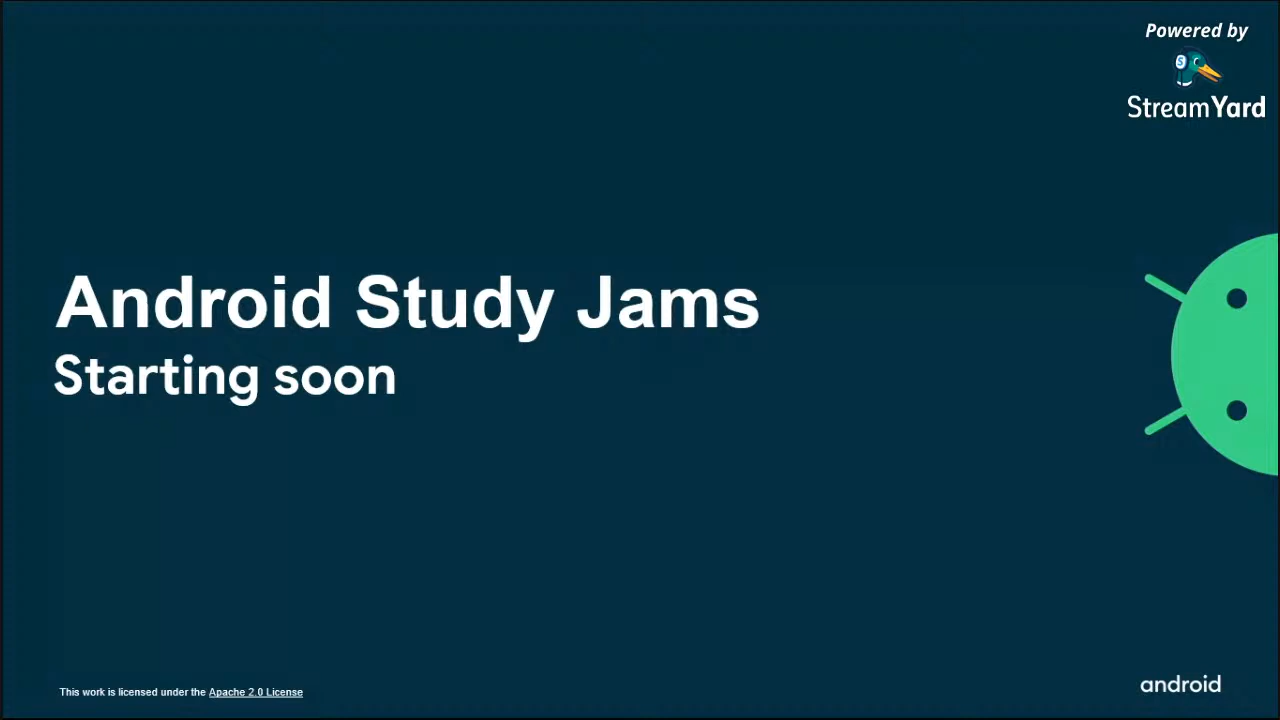 Powered by
StreamYard
Android Study Jams
Starting soon
This work is licensed under the Apache 2.0 License
android